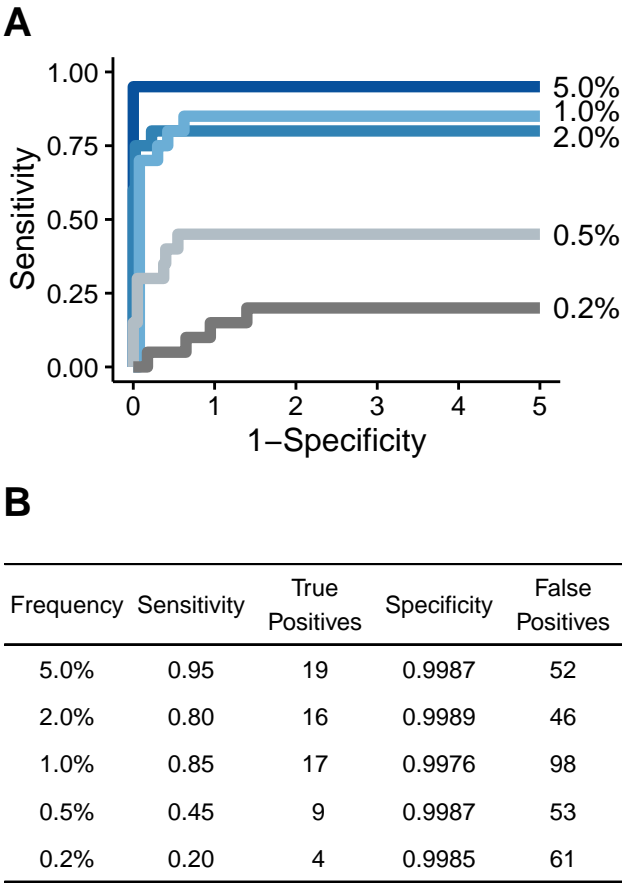 A
1.00
0.75
0.50
0.25
0.00
Sensitivity
5.0%
1.0%
2.0%
0.5%
0.2%
0 1 2 3 4 5
1−Specificity
B
Frequency Sensitivity True Positives Specificity False Positives
5.0% 0.95 19 0.9987 52
2.0% 0.80 16 0.9989 46
1.0% 0.85 17 0.9976 98
0.5% 0.45 9 0.9987 53
0.2% 0.20 4 0.9985 61